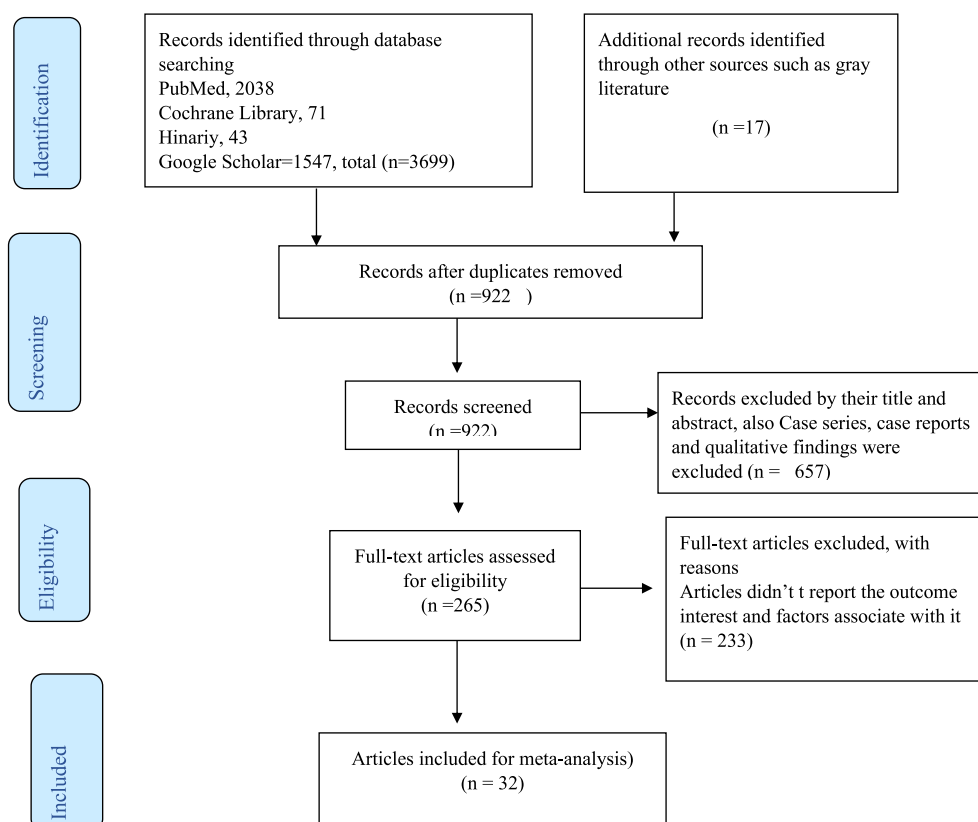 Identification
Records identified through database
searching
PubMed, 2038
Cochrane Library, 71
Hinariy, 43
Google Scholar=1547, total (n=3699)
Additional records identified
through other sources such as gray
literature
(n =17)
Screening
Records after duplicates removed
(n =922 )
Records screened
(n =922)
Records excluded by their title and
abstract, also Case series, case reports
and qualitative findings were
excluded (n = 657)
Eligibility
Full-text articles assessed
for eligibility
(n =265)
Full-text articles excluded, with
reasons
Articles didn’t t report the outcome
interest and factors associate with it
(n = 233)
Included
Articles included for meta-analysis)
(n = 32)